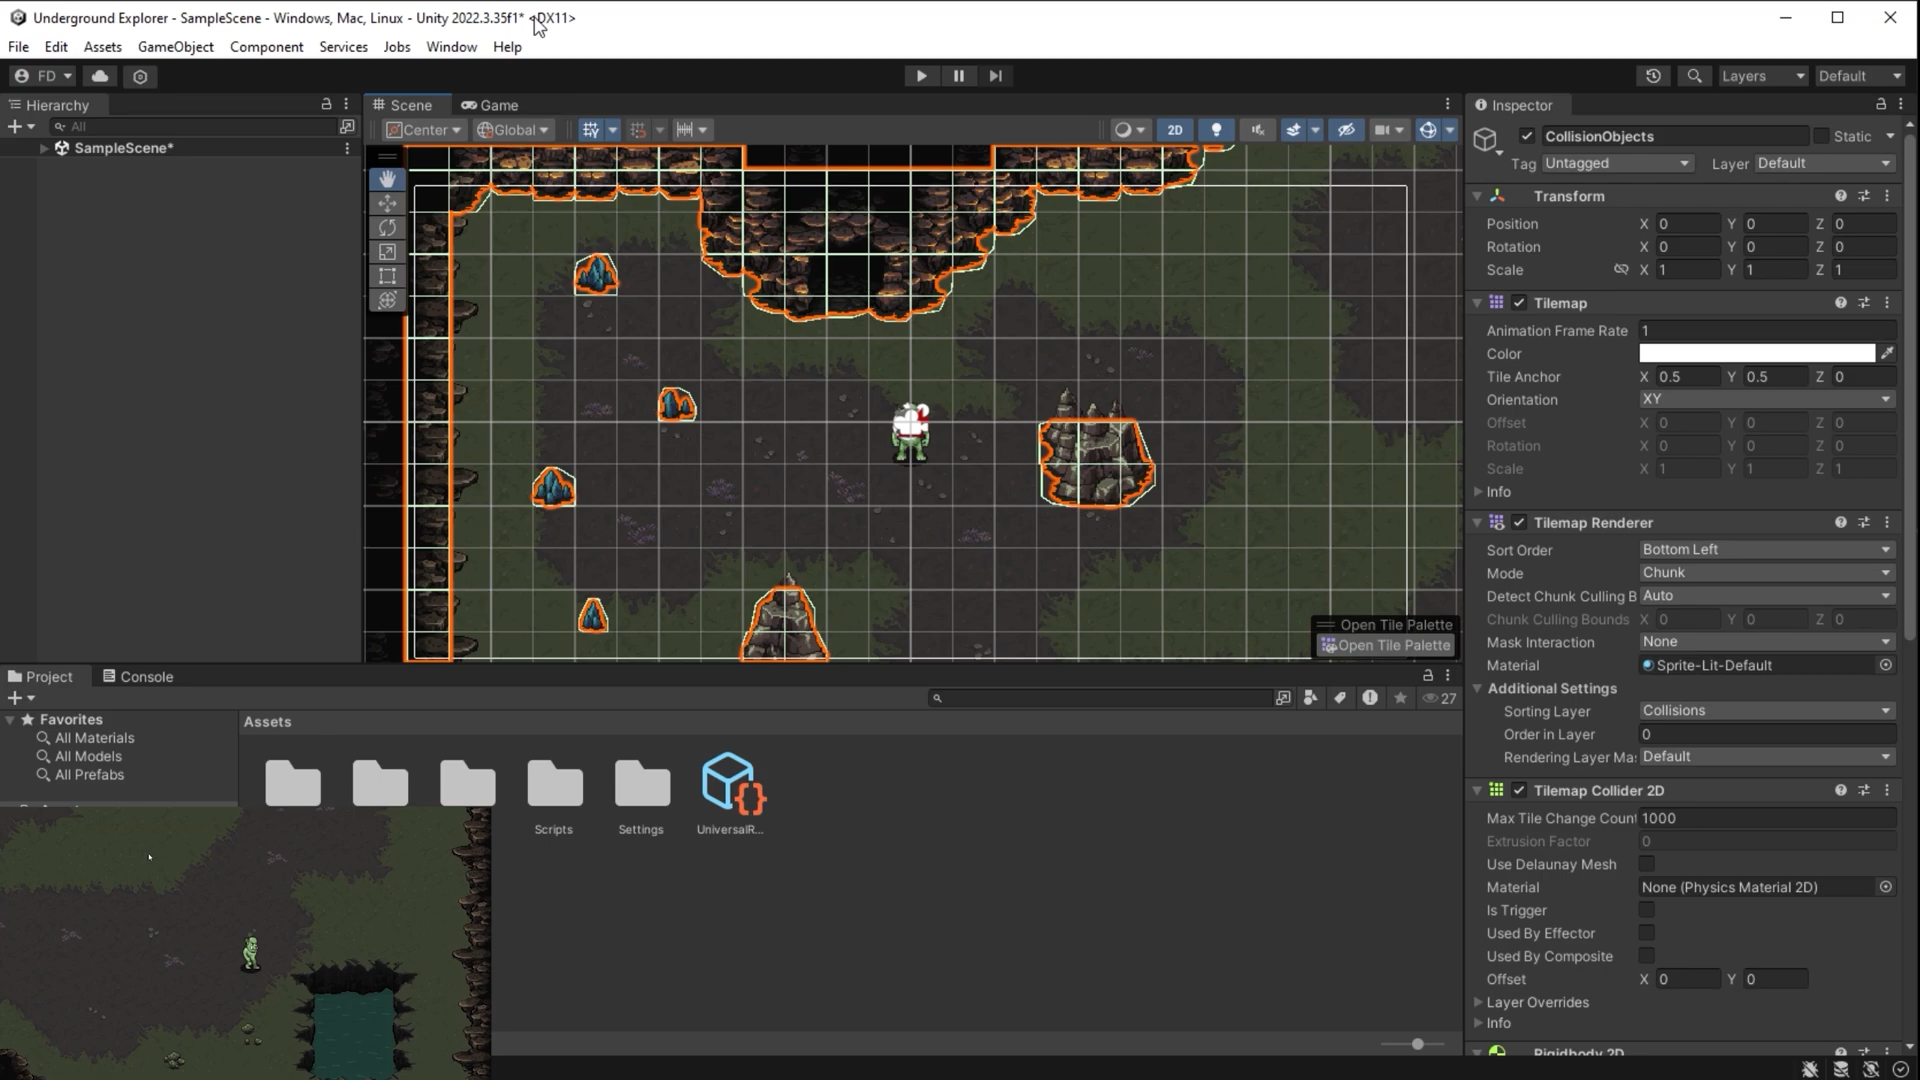 Underground Explorer - SampleScene - Windows, Mac, Linux - Unity 2022.3.35f1* <DX11>
File Edit Assets GameObject Component Services Jobs Window Help
FD
Layers Default
Hierarchy
All
SampleScene*
Scene Game
Center Global 2D
Open Tile Palette
Open Tile Palette
Inspector
CollisionObjects Static
Tag Untagged Layer Default
Transform
Position X 0 Y 0 Z 0
Rotation X 0 Y 0 Z 0
Scale X 1 Y 1 Z 1
Tilemap
Animation Frame Rate 1
Color
Tile Anchor X 0.5 Y 0.5 Z 0
Orientation XY
Offset X 0 Y 0 Z 0
Rotation X 0 Y 0 Z 0
Scale X 1 Y 1 Z 1
Info
Tilemap Renderer
Sort Order Bottom Left
Mode Chunk
Detect Chunk Culling B Auto
Chunk Culling Bounds X 0 Y 0 Z 0
Mask Interaction None
Material Sprite-Lit-Default
Additional Settings
Sorting Layer Collisions
Order in Layer 0
Rendering Layer Ma: Default
Tilemap Collider 2D
Max Tile Change Count 1000
Extrusion Factor 0
Use Delaunay Mesh
Material None (Physics Material 2D)
Is Trigger
Used By Effector
Used By Composite
Offset X 0 Y 0
Layer Overrides
Info
Rigidbody 2D
Project Console
27
Favorites
All Materials
All Models
All Prefabs
Assets
Scripts Settings UniversalR...